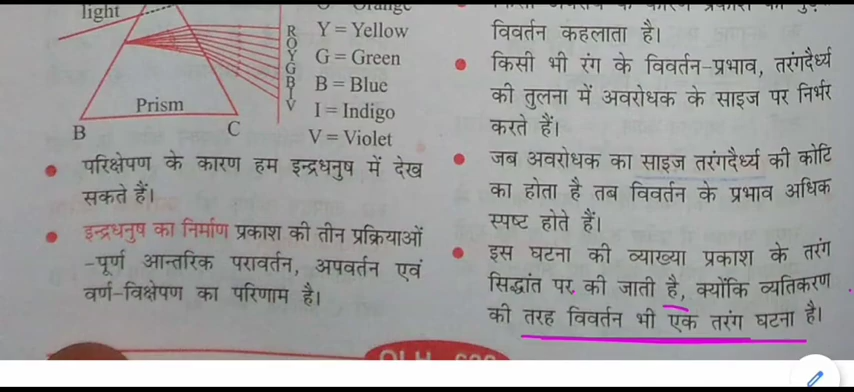 light
Orange
R
O
Y
G
B
I
V
Y = Yellow
G = Green
B = Blue
I = Indigo
V = Violet
Prism
B
C
• परिक्षेपण के कारण हम इन्द्रधनुष में देख
सकते हैं।
• इन्द्रधनुष का निर्माण प्रकाश की तीन प्रक्रियाओं
-पूर्ण आन्तरिक परावर्तन, अपवर्तन एवं
वर्ण-विक्षेपण का परिणाम है।
विवर्तन कहलाता है।
• किसी भी रंग के विवर्तन-प्रभाव, तरंगदैर्ध्य
की तुलना में अवरोधक के साइज पर निर्भर
करते हैं।
• जब अवरोधक का साइज तरंगदैर्ध्य की कोटि
का होता है तब विवर्तन के प्रभाव अधिक
स्पष्ट होते हैं।
• इस घटना की व्याख्या प्रकाश के तरंग
सिद्धांत पर की जाती है, क्योंकि व्यतिकरण
की तरह विवर्तन भी एक तरंग घटना है।